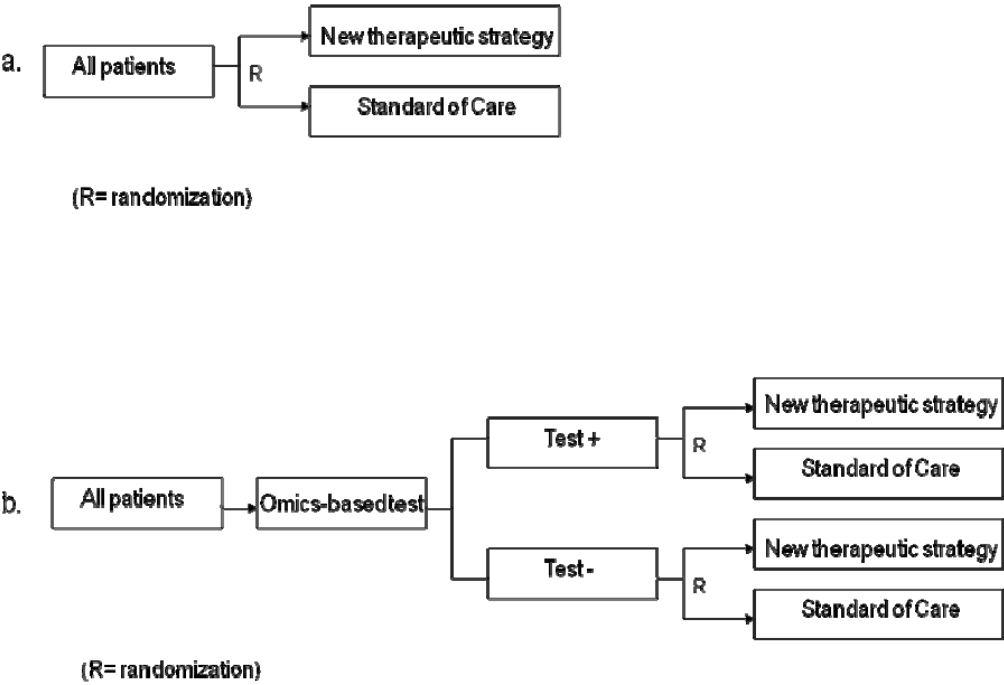 a.
All patients
R
New therapeutic strategy
Standard of Care
(R= randomization)
b.
All patients
Omics-based test
Test +
R
New therapeutic strategy
Standard of Care
Test -
R
New therapeutic strategy
Standard of Care
(R= randomization)